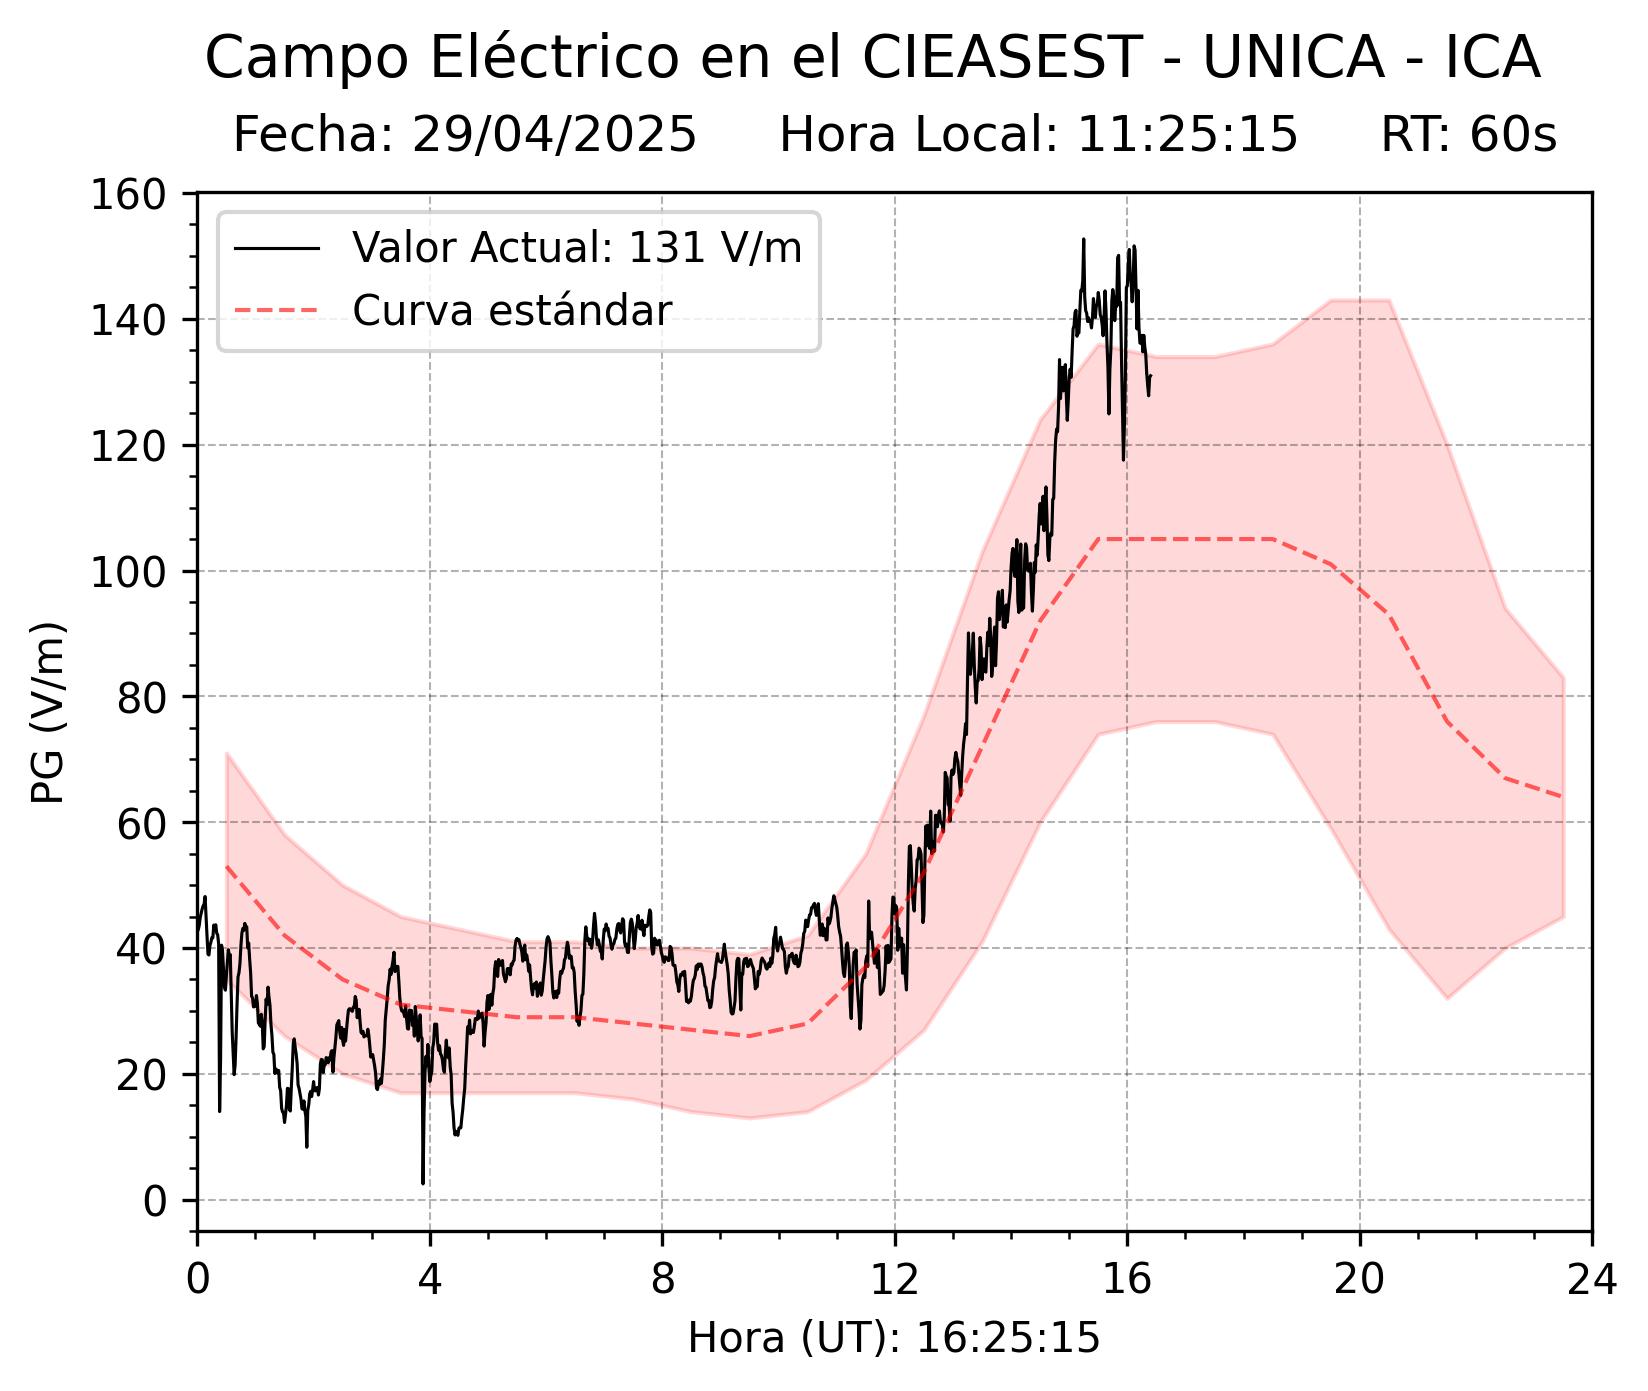 Campo Eléctrico en el CIEASEST - UNICA - ICA
Fecha: 29/04/2025 Hora Local: 11:25:15 RT: 60s
Valor Actual: 131 V/m
Curva estándar
PG (V/m)
160
140
120
100
80
60
40
20
0
0 4 8 12 16 20 24
Hora (UT): 16:25:15